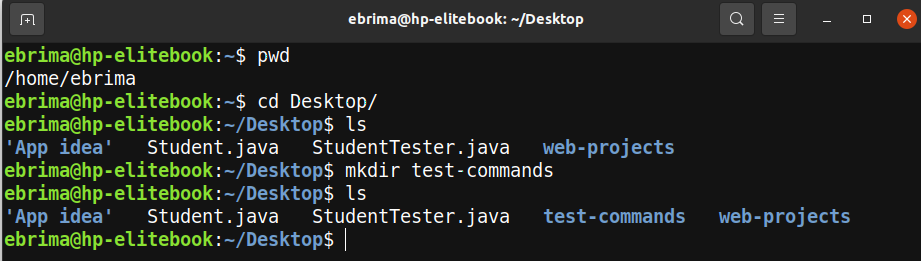 ebrima@hp-elitebook: ~/Desktop
ebrima@hp-elitebook:~$ pwd
/home/ebrima
ebrima@hp-elitebook:~$ cd Desktop/
ebrima@hp-elitebook:~/Desktop$ ls
'App idea'   Student.java   StudentTester.java   web-projects
ebrima@hp-elitebook:~/Desktop$ mkdir test-commands
ebrima@hp-elitebook:~/Desktop$ ls
'App idea'   Student.java   StudentTester.java   test-commands   web-projects
ebrima@hp-elitebook:~/Desktop$